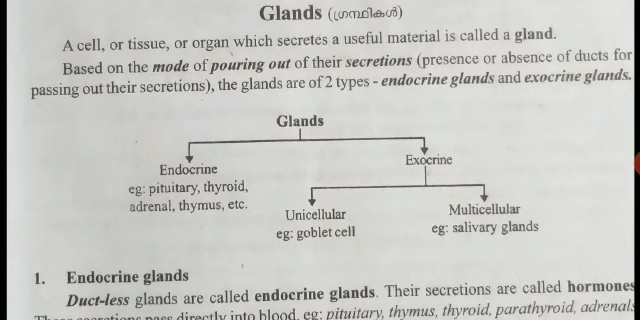 Glands (ഗ്രന്ഥികൾ)
A cell, or tissue, or organ which secretes a useful material is called a gland.
Based on the mode of pouring out of their secretions (presence or absence of ducts for
passing out their secretions), the glands are of 2 types - endocrine glands and exocrine glands.
Glands
Endocrine
eg: pituitary, thyroid,
adrenal, thymus, etc.
Exocrine
Unicellular
eg: goblet cell
Multicellular
eg: salivary glands
1. Endocrine glands
Duct-less glands are called endocrine glands. Their secretions are called hormones
These secretions pass directly into blood. eg: pituitary, thymus, thyroid, parathyroid, adrenals